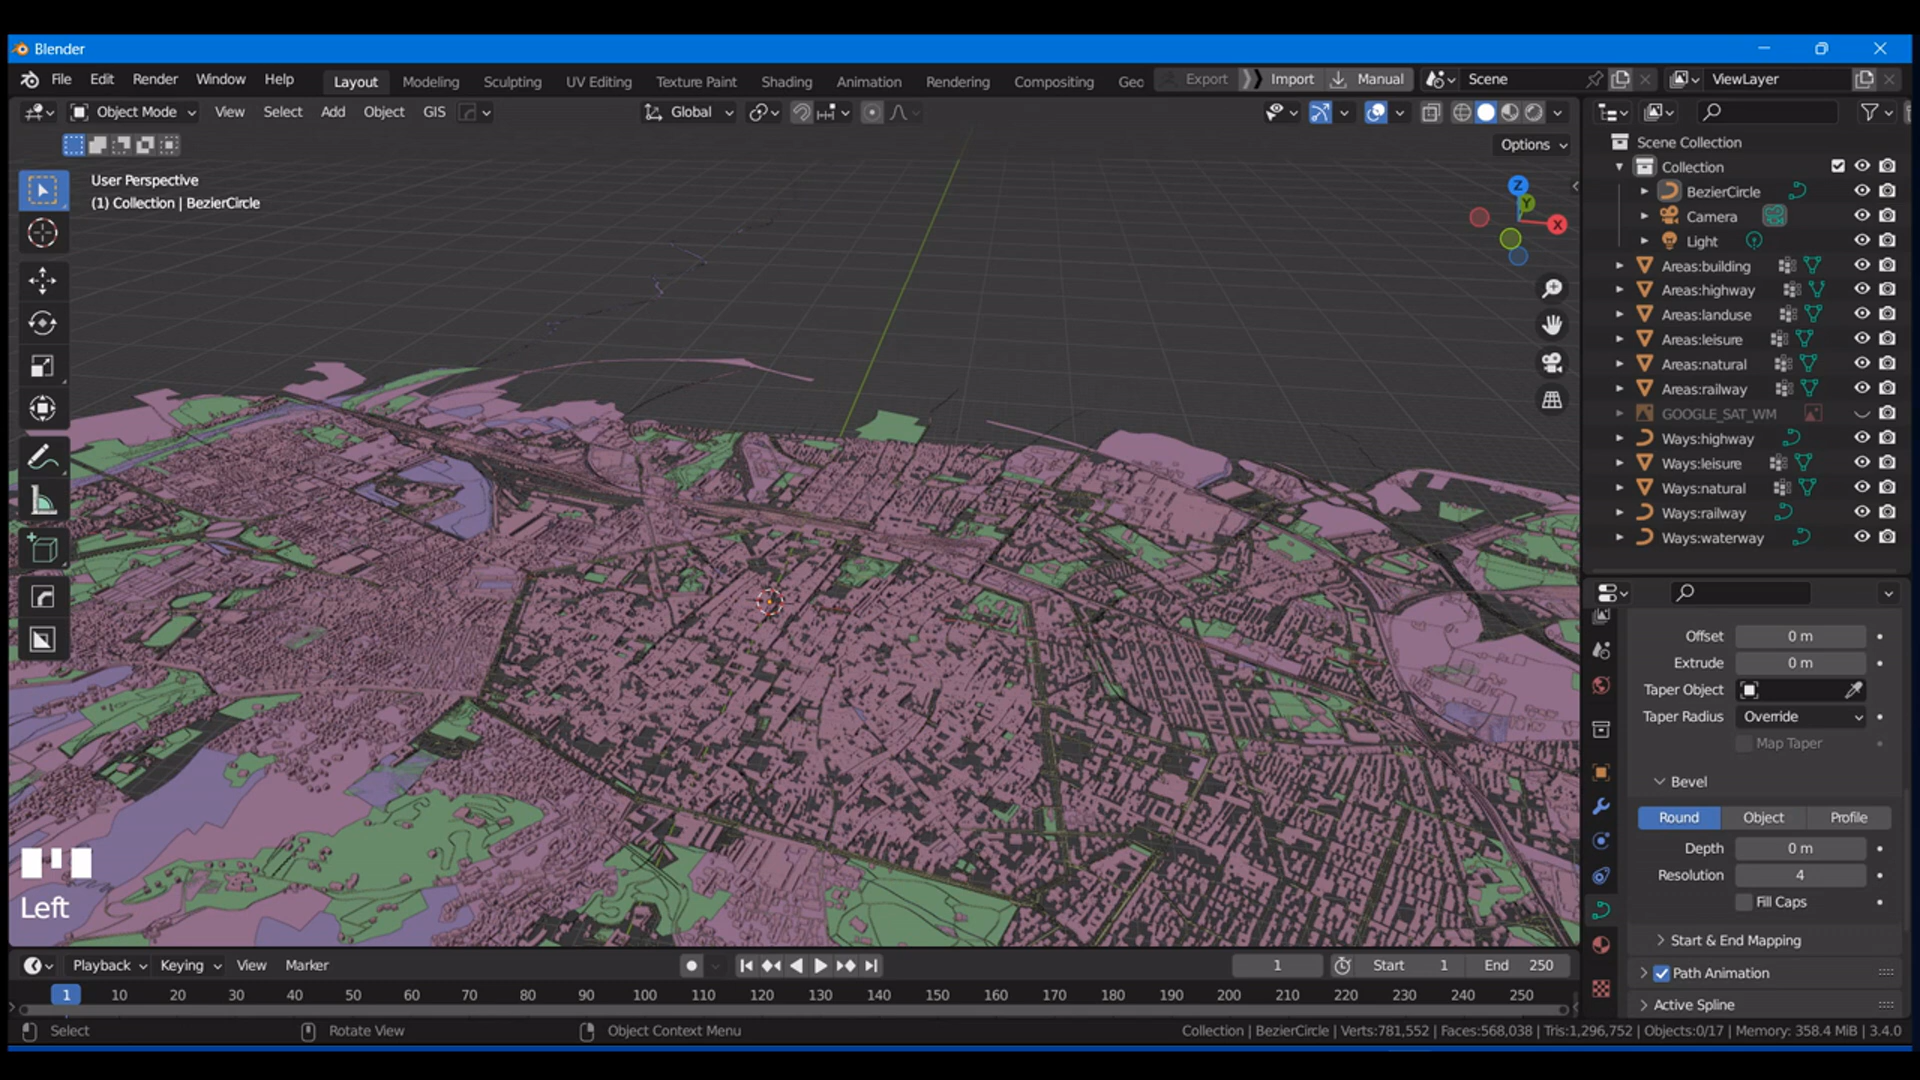 Blender
File Edit Render Window Help Layout Modeling Sculpting UV Editing Texture Paint Shading Animation Rendering Compositing Geo Export Import Manual Scene ViewLayer
Object Mode View Select Add Object GIS Global
Options
User Perspective
(1) Collection | BezierCircle
Z
Y
X
Scene Collection
Collection
BezierCircle
Camera
Light
Areas:building
Areas:highway
Areas:landuse
Areas:leisure
Areas:natural
Areas:railway
GOOGLE_SAT_WM
Ways:highway
Ways:leisure
Ways:natural
Ways:railway
Ways:waterway
Offset 0 m
Extrude 0 m
Taper Object
Taper Radius Override
Map Taper
Bevel
Round Object Profile
Depth 0 m
Resolution 4
Fill Caps
Start & End Mapping
Path Animation
Active Spline
Left
Playback Keying View Marker 1 Start 1 End 250
1 10 20 30 40 50 60 70 80 90 100 110 120 130 140 150 160 170 180 190 200 210 220 230 240 250
Select Rotate View Object Context Menu Collection | BezierCircle | Verts:781,552 | Faces:568,038 | Tris:1,296,752 | Objects:0/17 | Memory: 358.4 MiB | 3.4.0